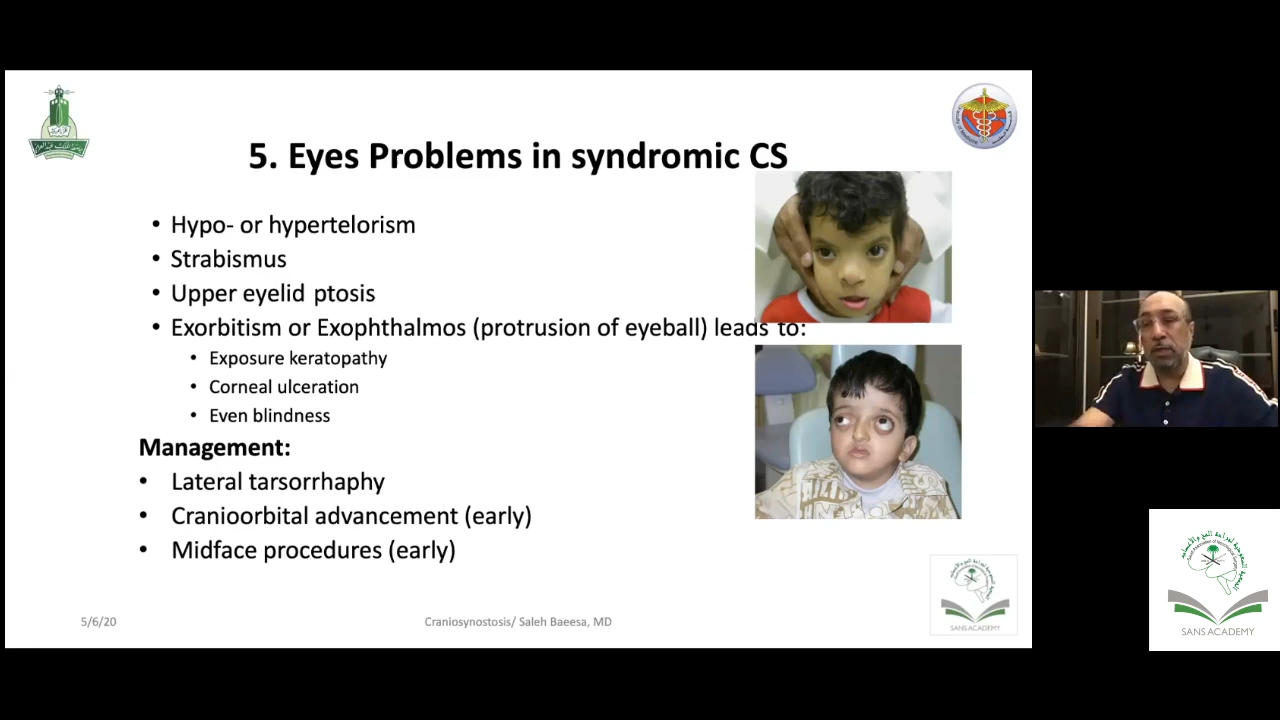 5. Eyes Problems in syndromic CS
• Hypo- or hypertelorism
• Strabismus
• Upper eyelid ptosis
• Exorbitism or Exophthalmos (protrusion of eyeball) leads to:
• Exposure keratopathy
• Corneal ulceration
• Even blindness
Management:
• Lateral tarsorrhaphy
• Cranioorbital advancement (early)
• Midface procedures (early)
5/6/20
Craniosynostosis/ Saleh Baeesa, MD
SANS ACADEMY
SANS ACADEMY